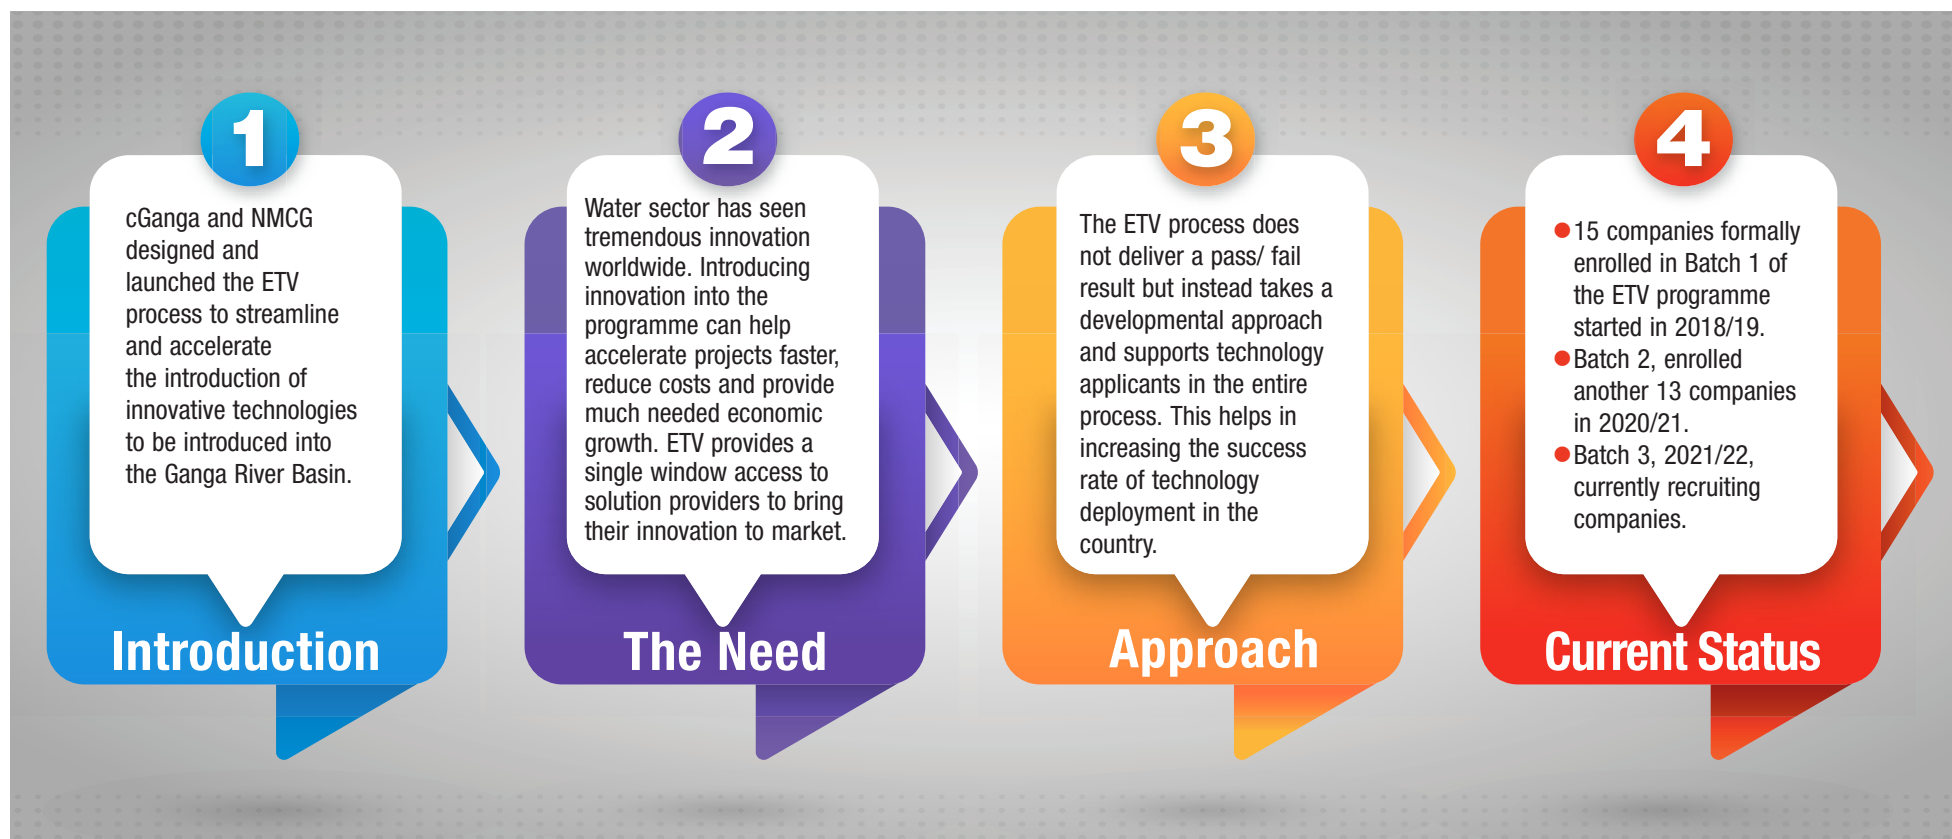 1
cGanga and NMCG
designed and
launched the ETV
process to streamline
and accelerate
the introduction of
innovative technologies
to be introduced into
the Ganga River Basin.
Introduction
2
Water sector has seen
tremendous innovation
worldwide. Introducing
innovation into the
programme can help
accelerate projects faster,
reduce costs and provide
much needed economic
growth. ETV provides a
single window access to
solution providers to bring
their innovation to market.
The Need
3
The ETV process does
not deliver a pass/ fail
result but instead takes a
developmental approach
and supports technology
applicants in the entire
process. This helps in
increasing the success
rate of technology
deployment in the
country.
Approach
4
● 15 companies formally
enrolled in Batch 1 of
the ETV programme
started in 2018/19.
● Batch 2, enrolled
another 13 companies
in 2020/21.
● Batch 3, 2021/22,
currently recruiting
companies.
Current Status